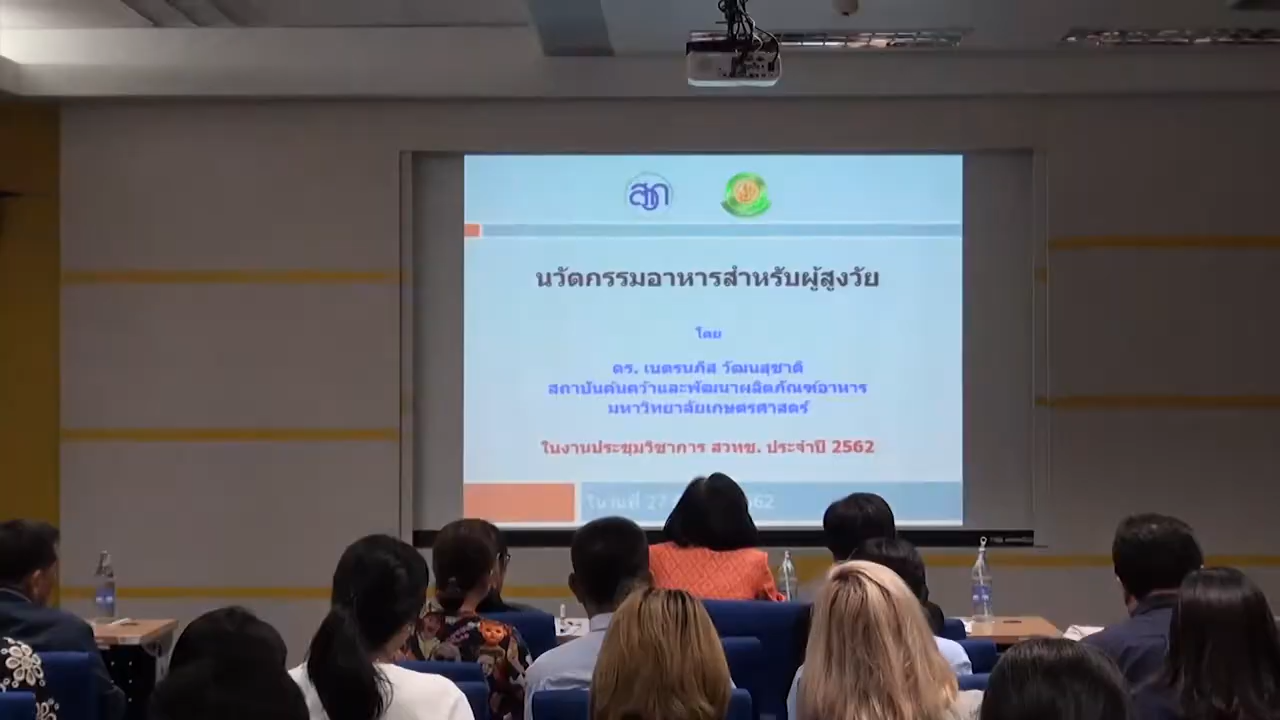 สวก
นวัตกรรมอาหารสำหรับผู้สูงวัย
โดย
ดร. เนตรนภิส วัฒนสุชาติ
สถาบันค้นคว้าและพัฒนาผลิตภัณฑ์อาหาร
มหาวิทยาลัยเกษตรศาสตร์
ในงานประชุมวิชาการ สวทช. ประจำปี 2562
ในวันที่ 27